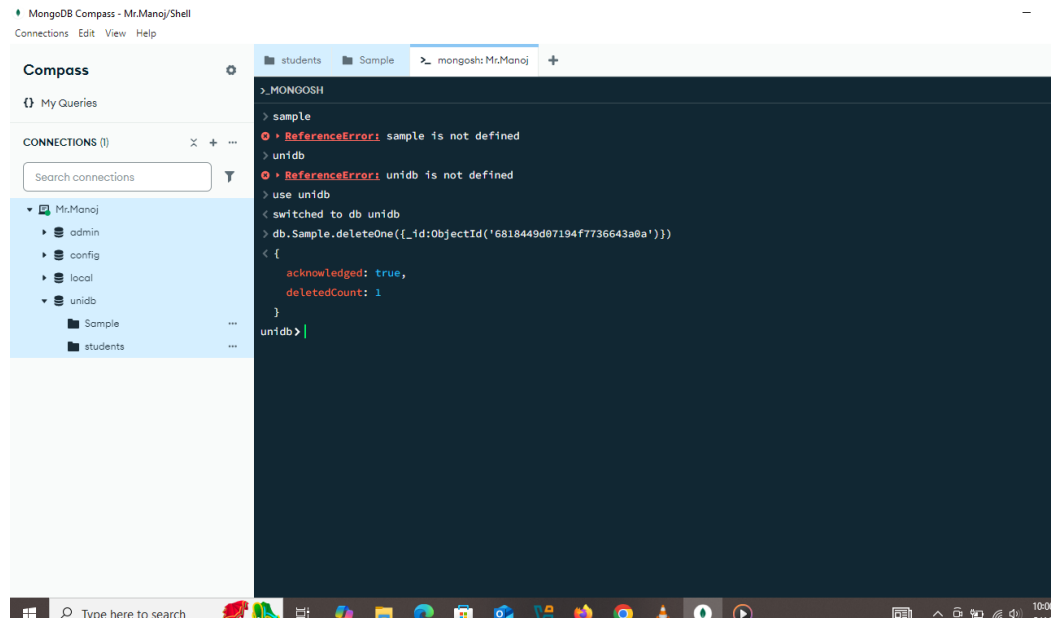 MongoDB Compass - Mr.Manoj/Shell
Connections Edit View Help
Compass
{} My Queries
CONNECTIONS (1)
Search connections
Mr.Manoj
admin
config
local
unidb
Sample
students
students Sample >_ mongosh: Mr.Manoj +
>_MONGOSH
> sample
ReferenceError: sample is not defined
> unidb
ReferenceError: unidb is not defined
> use unidb
< switched to db unidb
> db.Sample.deleteOne({_id:ObjectId('6818449d07194f7736643a0a')})
< {
acknowledged: true,
deletedCount: 1
}
unidb>
Type here to search